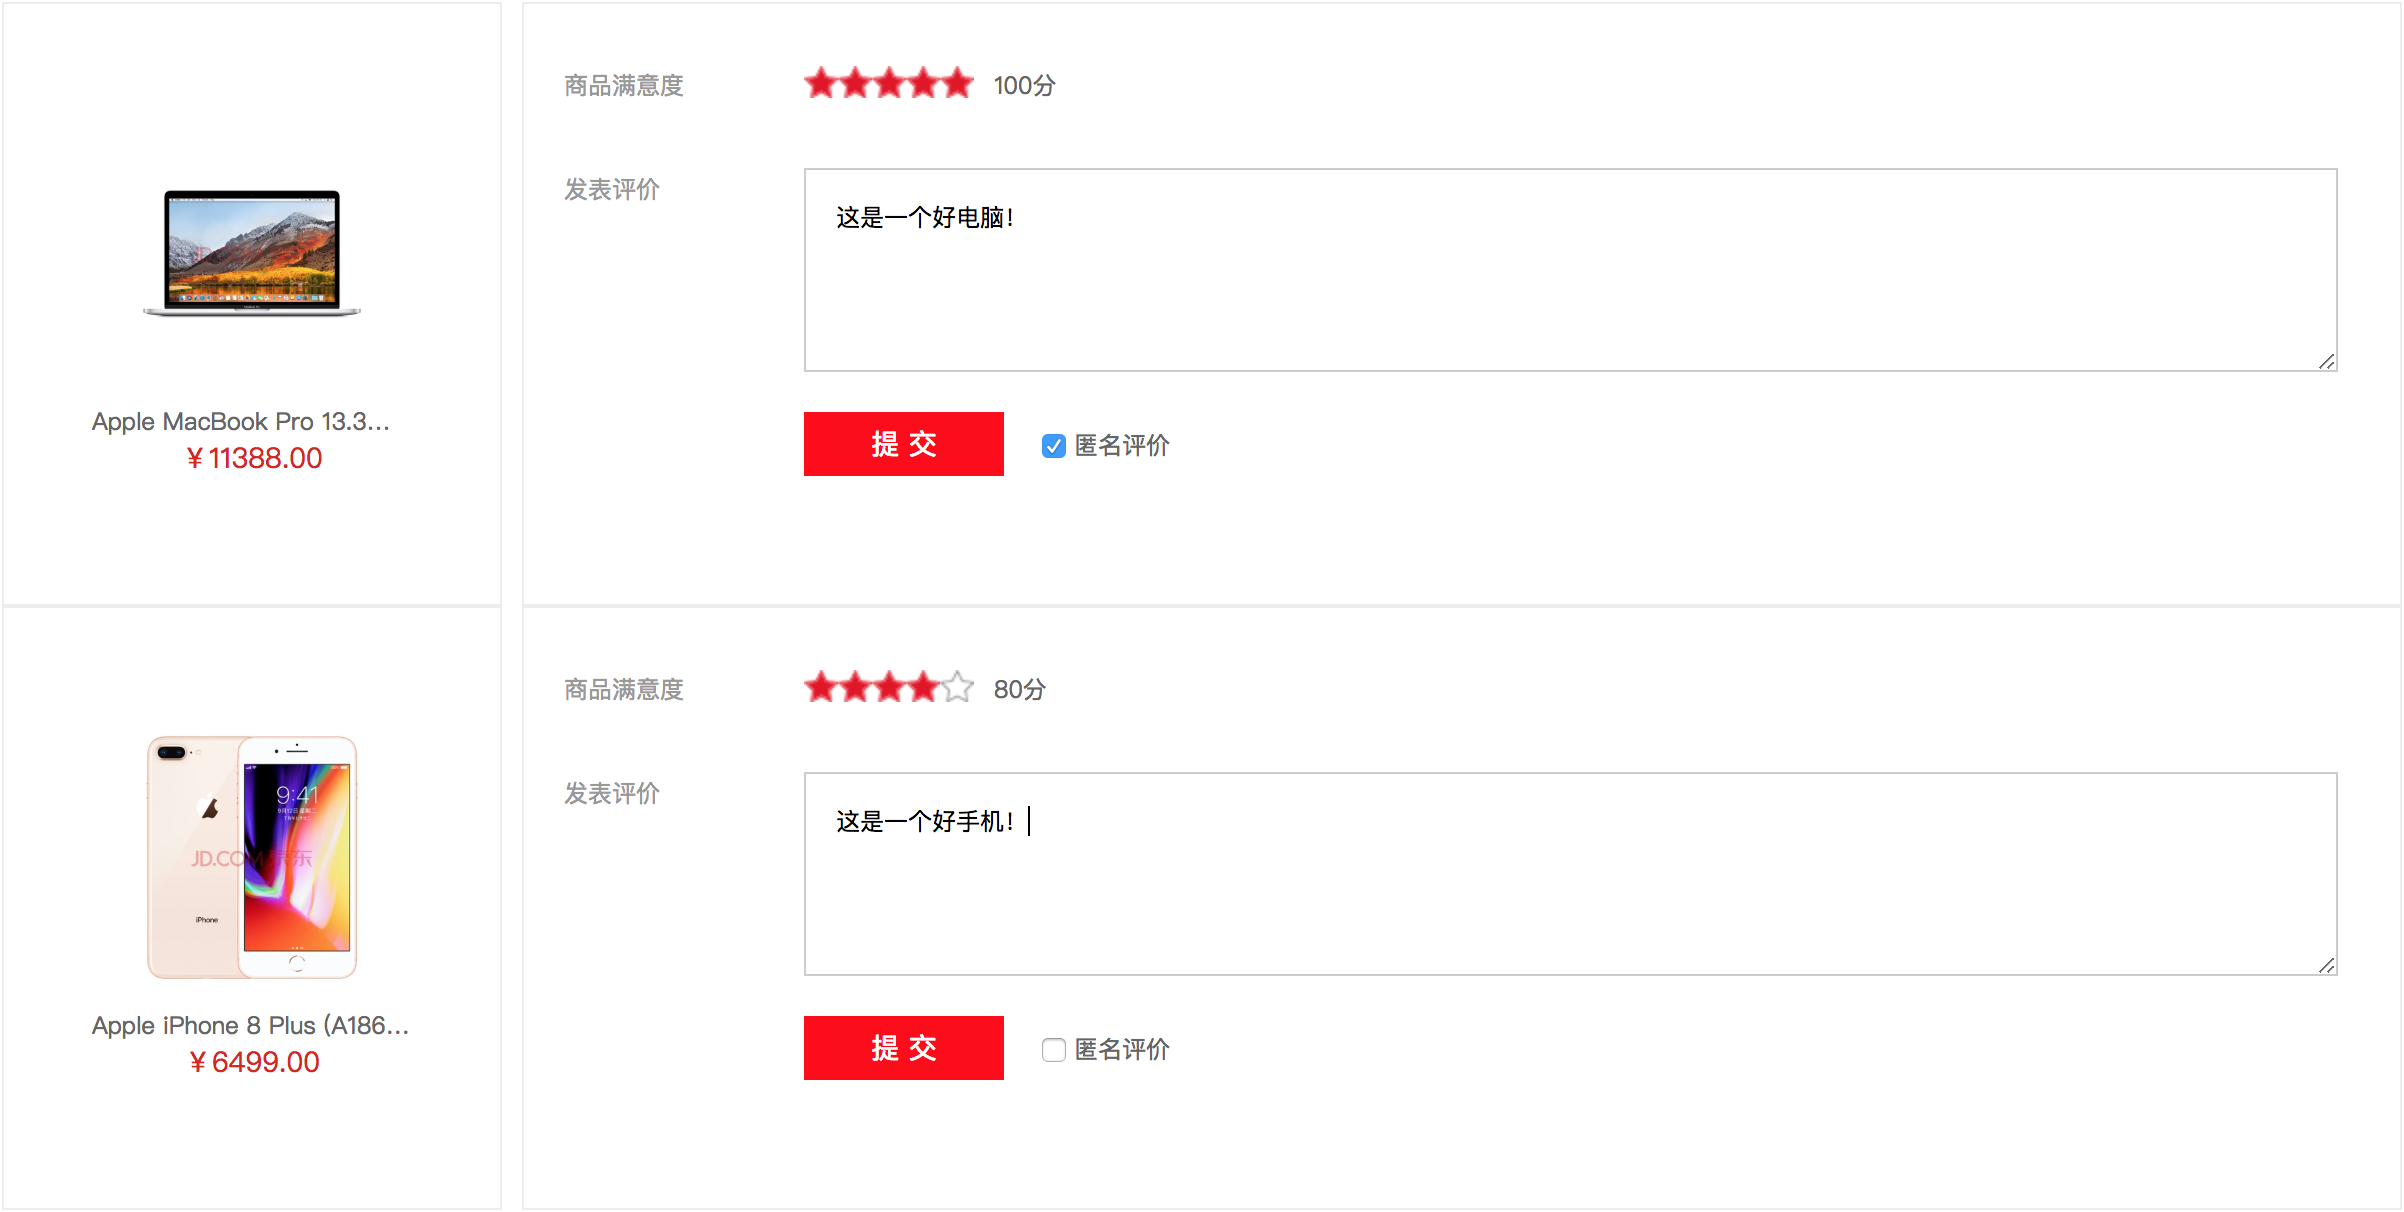 商品满意度
100分
发表评价
这是一个好电脑！
Apple MacBook Pro 13.3...
¥ 11388.00
提 交
匿名评价
商品满意度
80分
发表评价
这是一个好手机！
9:41
JD.COM 京东
iPhone
Apple iPhone 8 Plus (A186...
¥ 6499.00
提 交
匿名评价